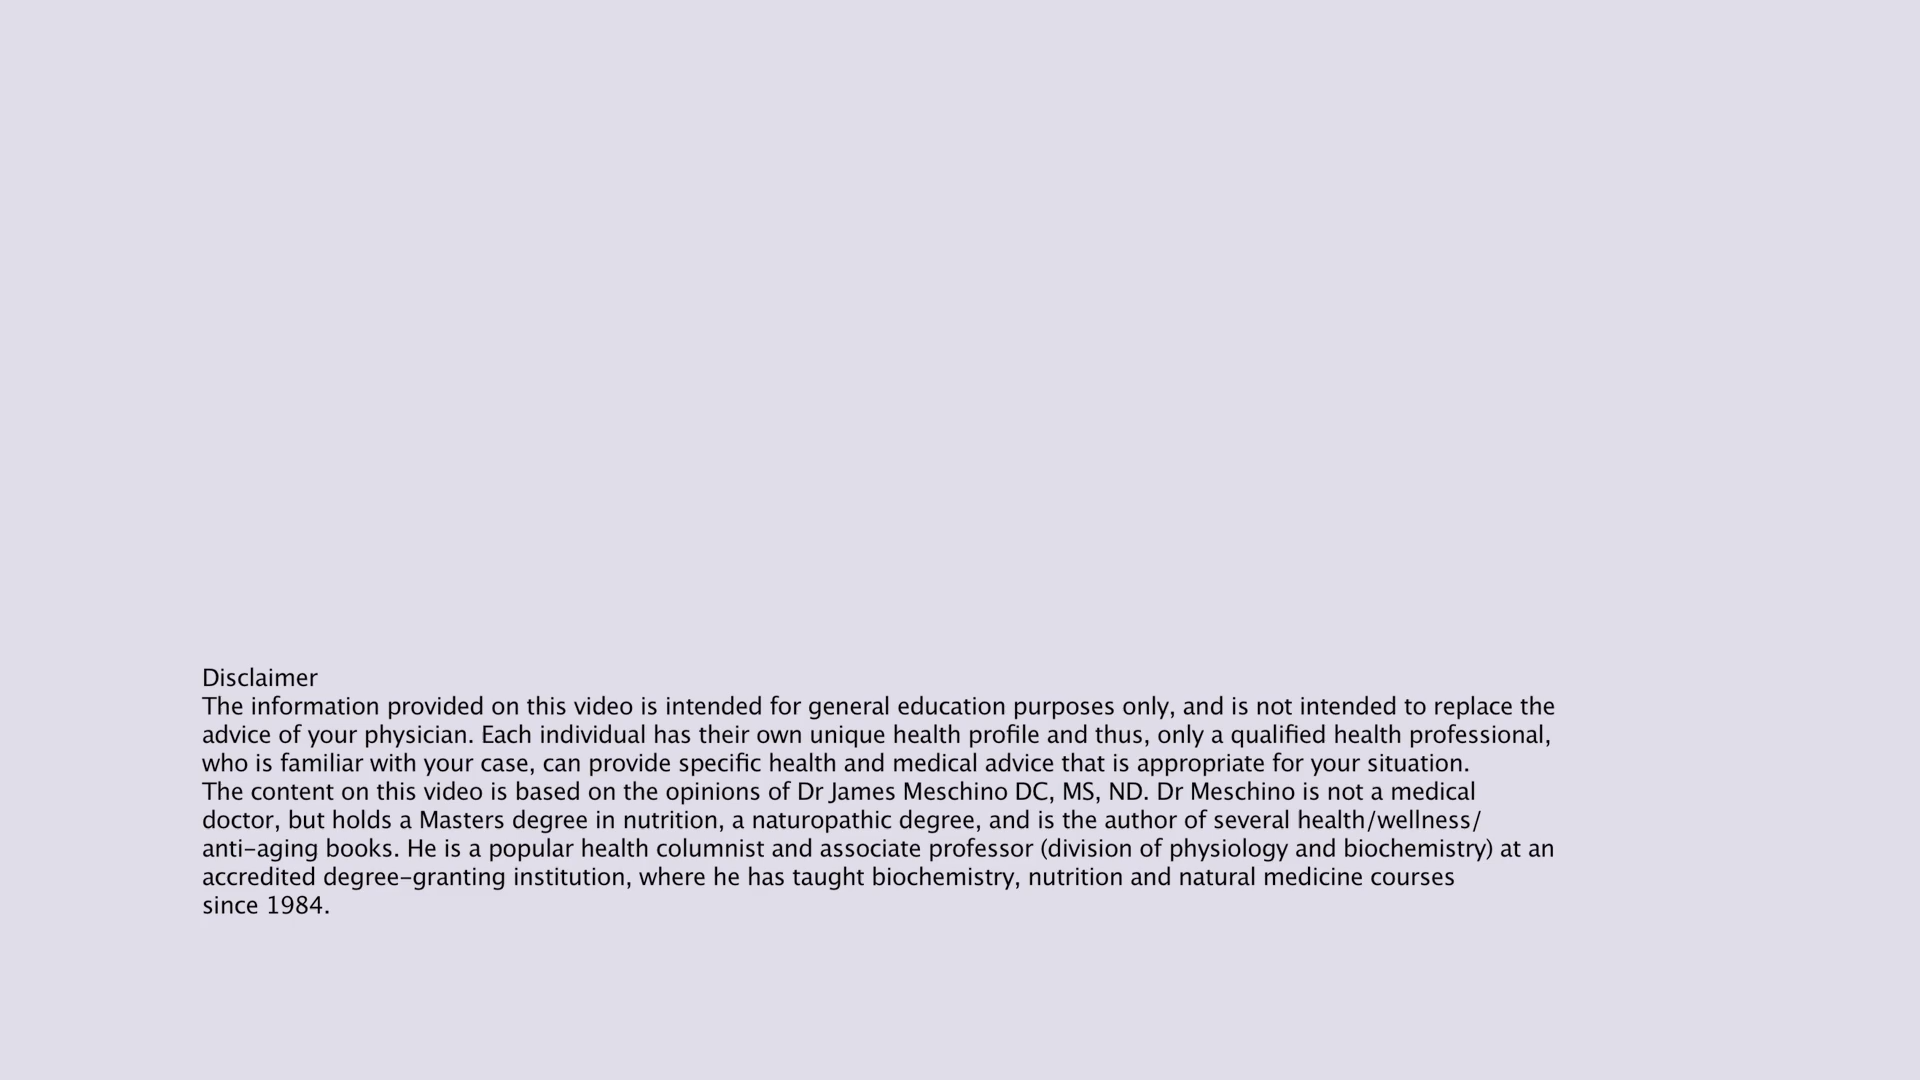 Disclaimer
The information provided on this video is intended for general education purposes only, and is not intended to replace the
advice of your physician. Each individual has their own unique health profile and thus, only a qualified health professional,
who is familiar with your case, can provide specific health and medical advice that is appropriate for your situation.
The content on this video is based on the opinions of Dr James Meschino DC, MS, ND. Dr Meschino is not a medical
doctor, but holds a Masters degree in nutrition, a naturopathic degree, and is the author of several health/wellness/
anti-aging books. He is a popular health columnist and associate professor (division of physiology and biochemistry) at an
accredited degree-granting institution, where he has taught biochemistry, nutrition and natural medicine courses
since 1984.